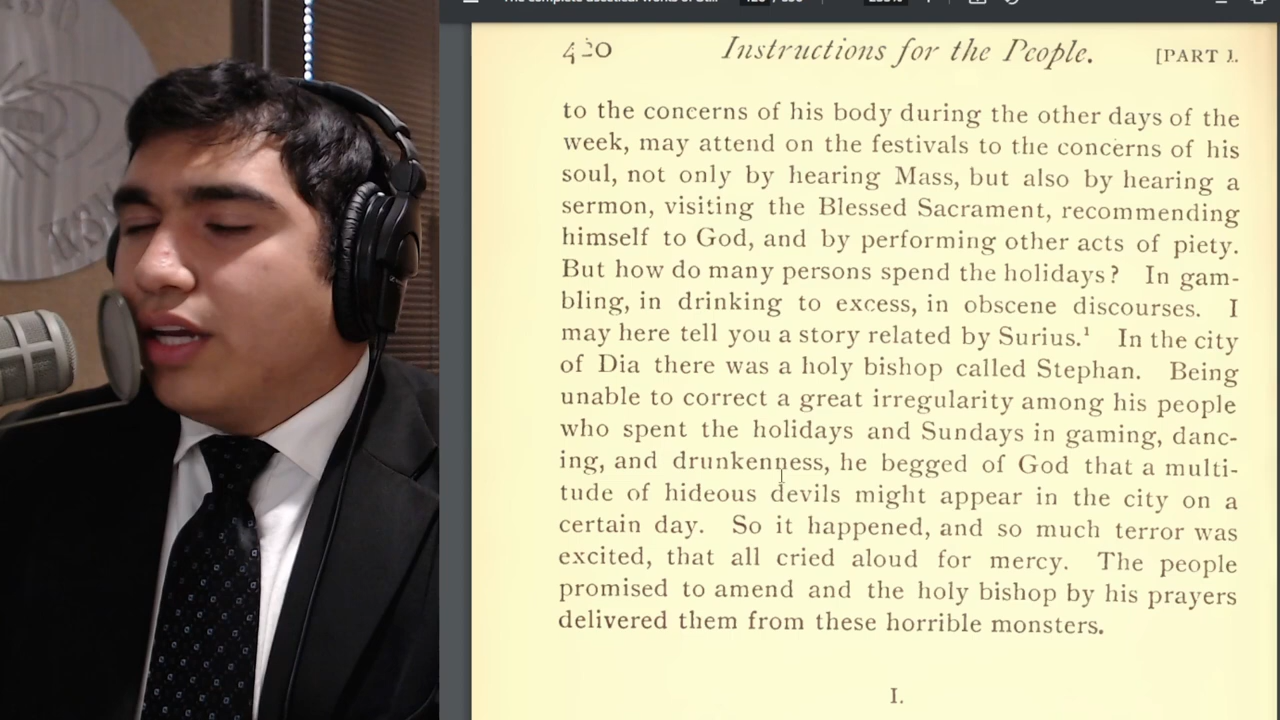 The complete ascetical works of St...
420 Instructions for the People. [PART I.
to the concerns of his body during the other days of the
week, may attend on the festivals to the concerns of his
soul, not only by hearing Mass, but also by hearing a
sermon, visiting the Blessed Sacrament, recommending
himself to God, and by performing other acts of piety.
But how do many persons spend the holidays? In gam-
bling, in drinking to excess, in obscene discourses. I
may here tell you a story related by Surius.¹ In the city
of Dia there was a holy bishop called Stephan. Being
unable to correct a great irregularity among his people
who spent the holidays and Sundays in gaming, danc-
ing, and drunkenness, he begged of God that a multi-
tude of hideous devils might appear in the city on a
certain day. So it happened, and so much terror was
excited, that all cried aloud for mercy. The people
promised to amend and the holy bishop by his prayers
delivered them from these horrible monsters.
I.